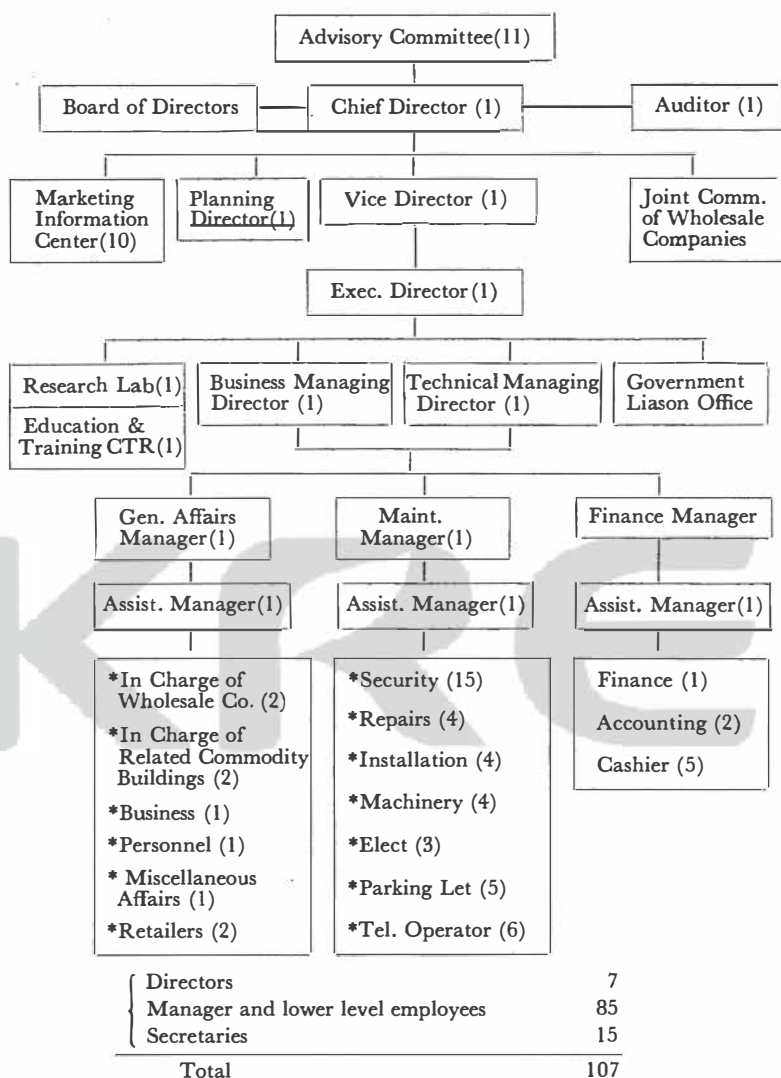 Advisory Committee(11)
Board of Directors
Chief Director (1)
Auditor (1)
Marketing
Information
Center(10)
Planning
Director(1)
Vice Director (1)
Joint Comm.
of Wholesale
Companies
Exec. Director(1)
Research Lab(1)
Education &
Training CTR(1)
Business Managing
Director (1)
Technical Managing
Director (1)
Government
Liason Office
Gen. Affairs
Manager(1)
Maint.
Manager(1)
Finance Manager
Assist. Manager(1)
Assist. Manager(1)
Assist. Manager(1)
*In Charge of
Wholesale Co. (2)
*In Charge of
Related Commodity
Buildings (2)
*Business (1)
*Personnel (1)
* Miscellaneous
Affairs (1)
*Retailers (2)
*Security (15)
*Repairs (4)
*Installation (4)
*Machinery (4)
*Elect (3)
*Parking Let (5)
*Tel. Operator (6)
Finance (1)
Accounting (2)
Cashier (5)
Directors 7
Manager and lower level employees 85
Secretaries 15
Total 107
KRE